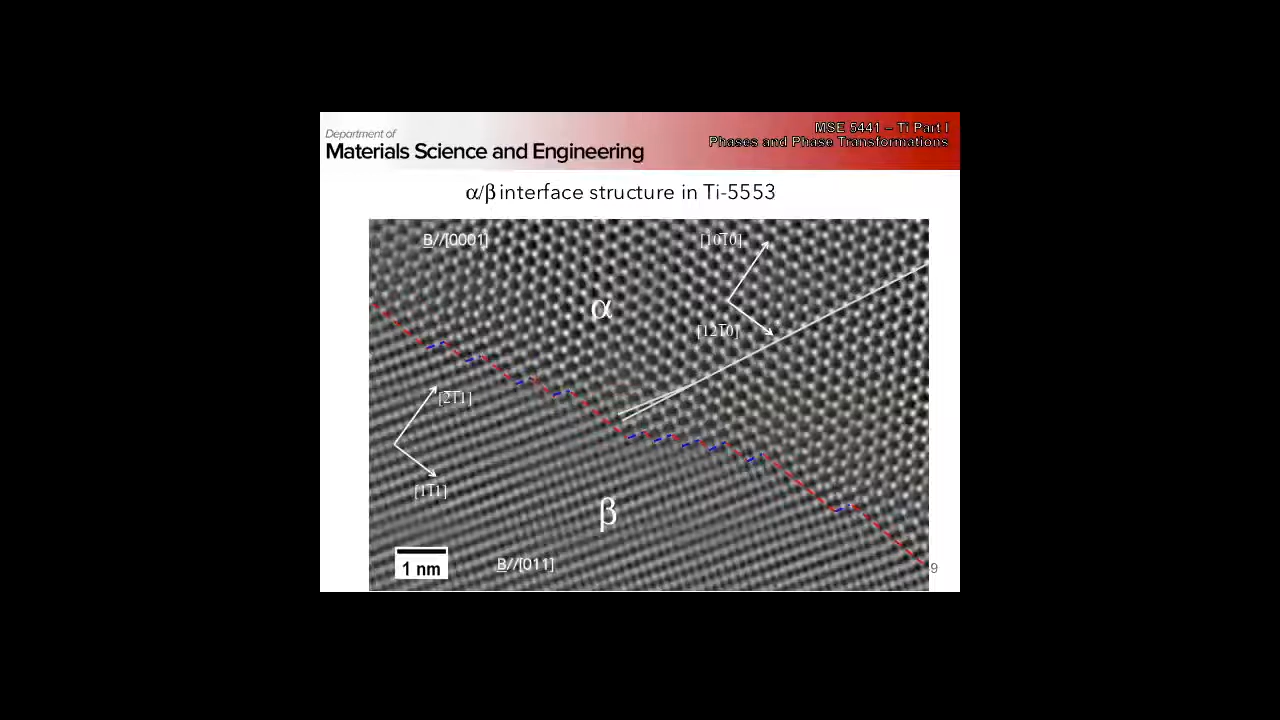 Department of
Materials Science and Engineering
MSE 5441 – Ti Part I
Phases and Phase Transformations
α/β interface structure in Ti-5553
B//[0001]
[101̅0]
α
[12̅10]
[2̅1̅1]
[11̅1]
β
B//[011]
1 nm
9